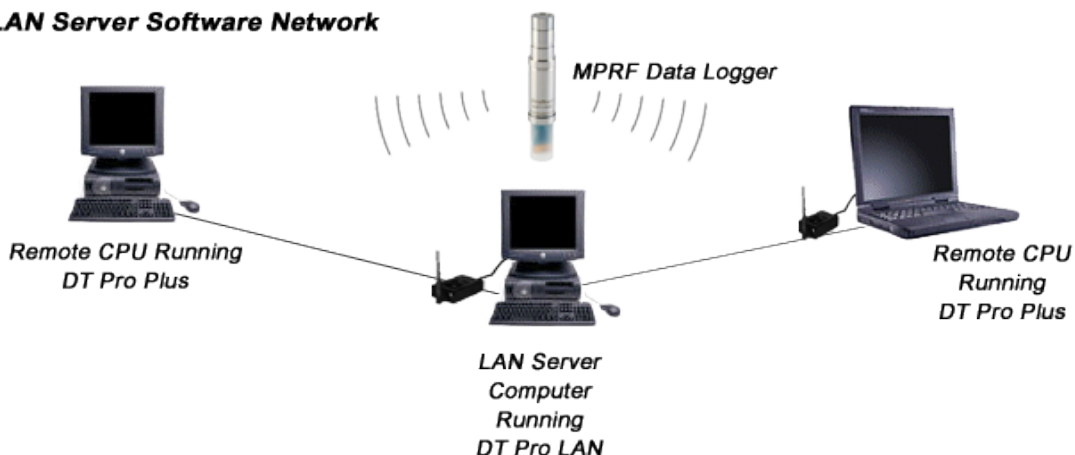 LAN Server Software Network
MPRF Data Logger
Remote CPU Running
DT Pro Plus
Remote CPU
Running
DT Pro Plus
LAN Server
Computer
Running
DT Pro LAN